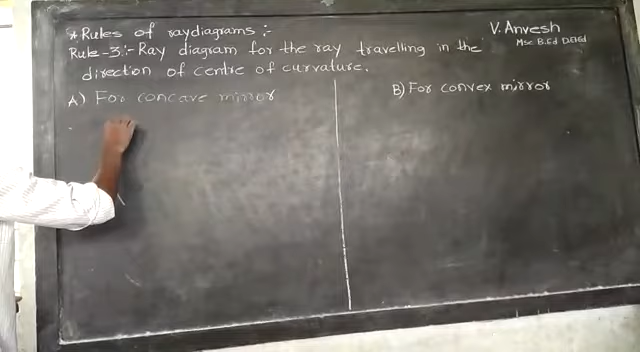 * Rules of raydiagrams :-
V. Anvesh
Msc B.Ed D.El.Ed
Rule-3:- Ray diagram for the ray travelling in the
direction of centre of curvature.
A) For concave mirror
B) For convex mirror